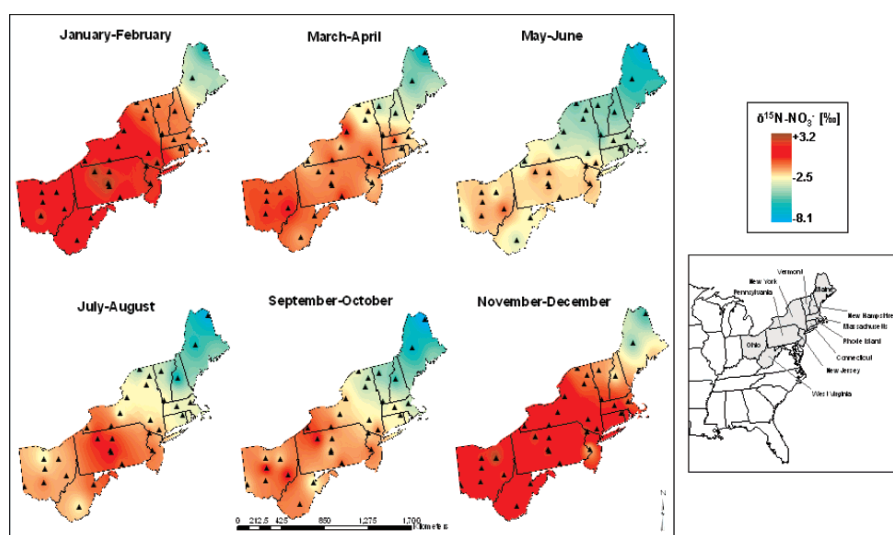 January-February
March-April
May-June
July-August
September-October
November-December
0 212.5 425 850 1,275 1,700
Kilometers
N
δ¹⁵N-NO₃⁻ [‰]
+3.2
-2.5
-8.1
Vermont
New York
Maine
Pennsylvania
New Hampshire
Massachusetts
Rhode Island
Ohio
Connecticut
New Jersey
West Virginia